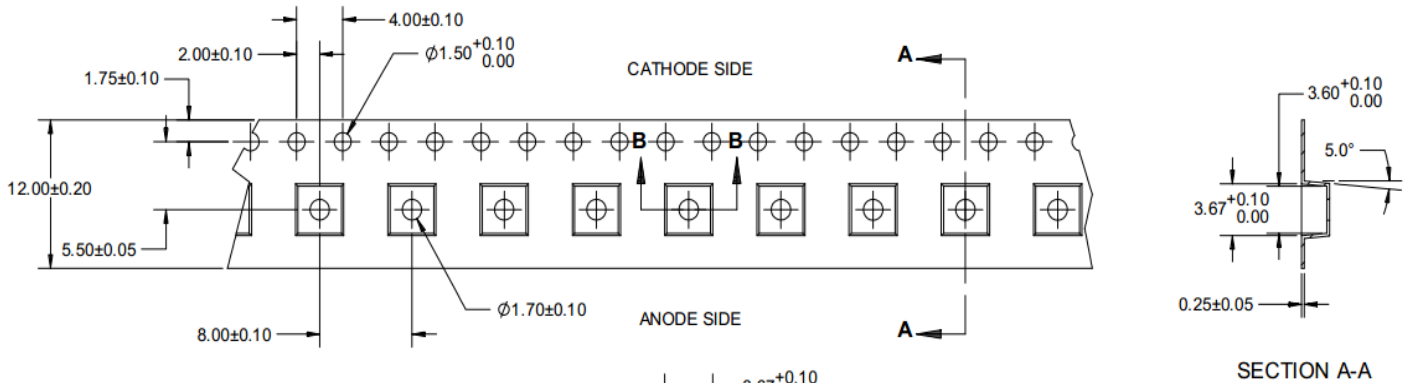 4.00±0.10
2.00±0.10
Ø1.50 +0.10 0.00
1.75±0.10
CATHODE SIDE
A
3.60 +0.10 0.00
B B
5.0°
12.00±0.20
3.67 +0.10 0.00
5.50±0.05
Ø1.70±0.10
0.25±0.05
ANODE SIDE
8.00±0.10
A
SECTION A-A
+0.10